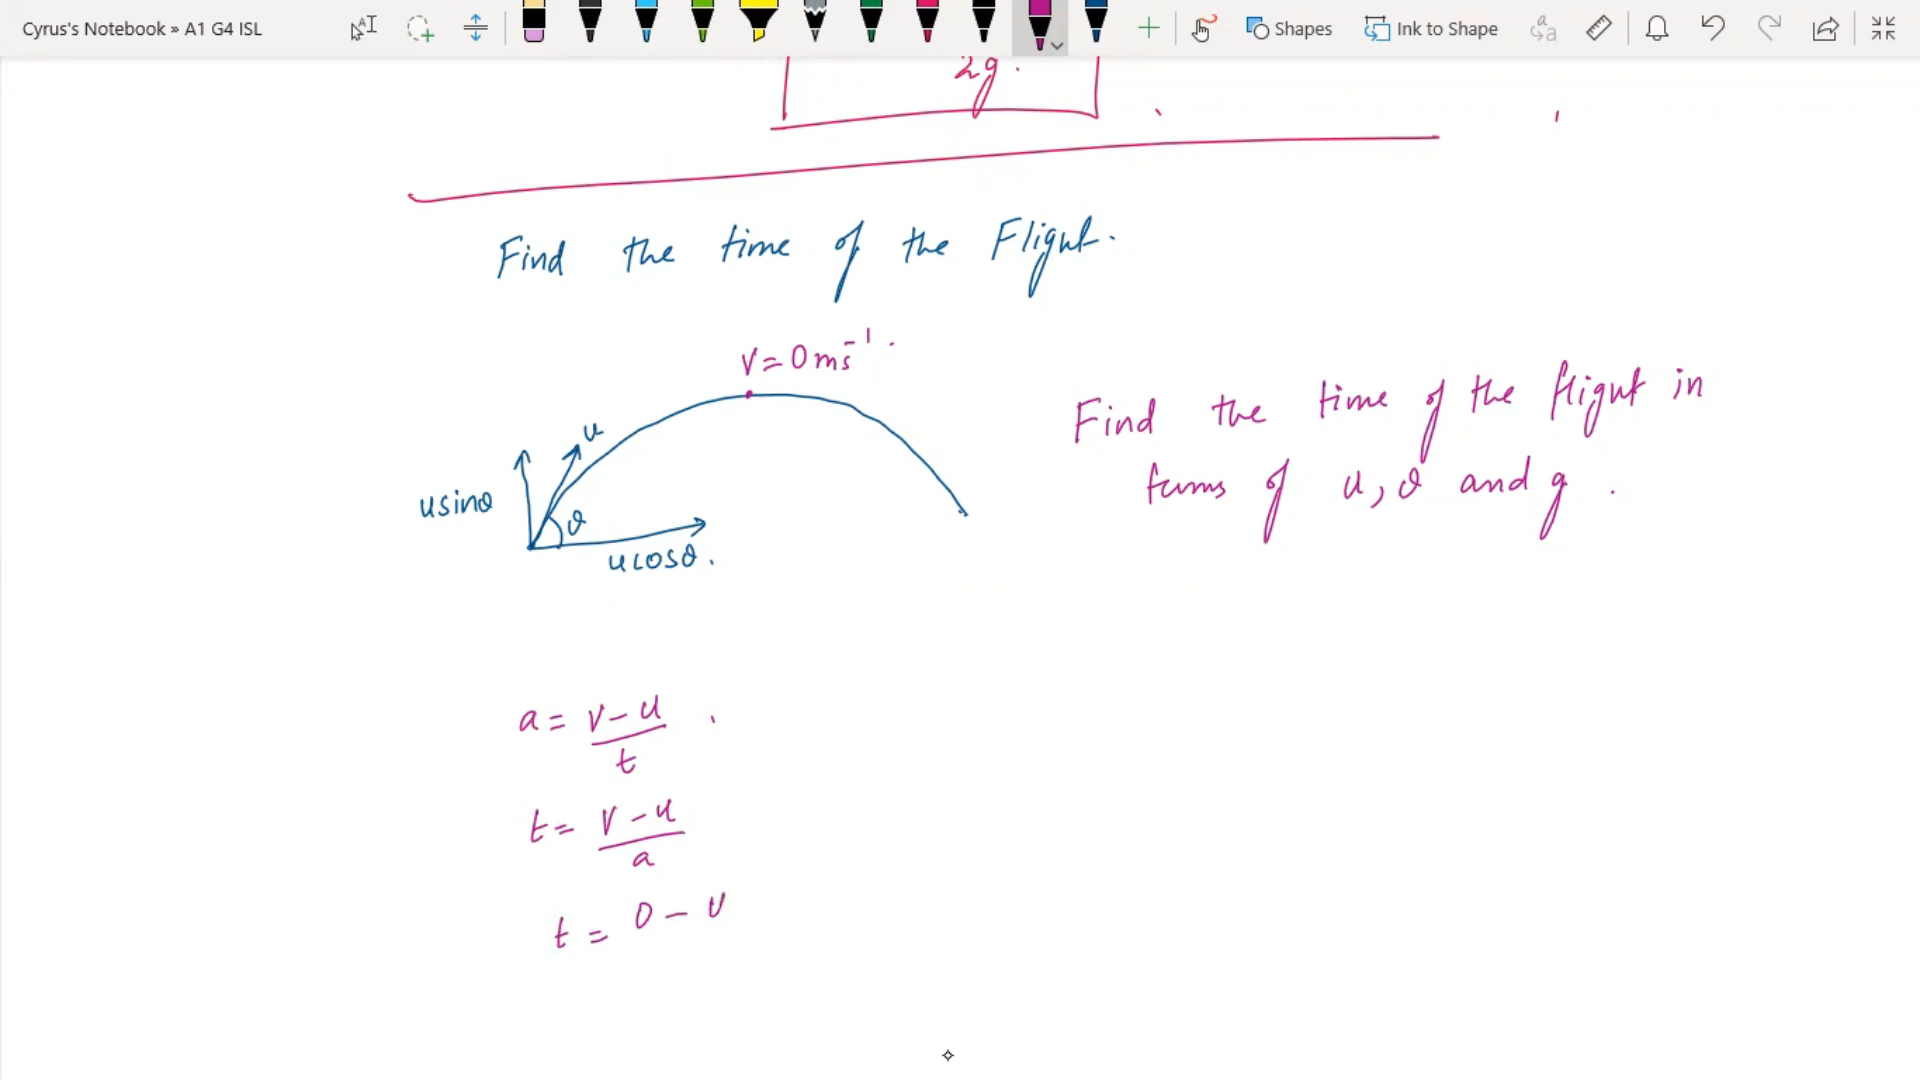 Cyrus's Notebook » A1 G4 ISL
Shapes
Ink to Shape
2g.
Find the time of the Flight.
V=0ms⁻¹.
u
usinθ
θ
ucosθ.
Find the time of the flight in
terms of u, θ and g.
a = v-u / t
t = v-u / a
t = 0 - u